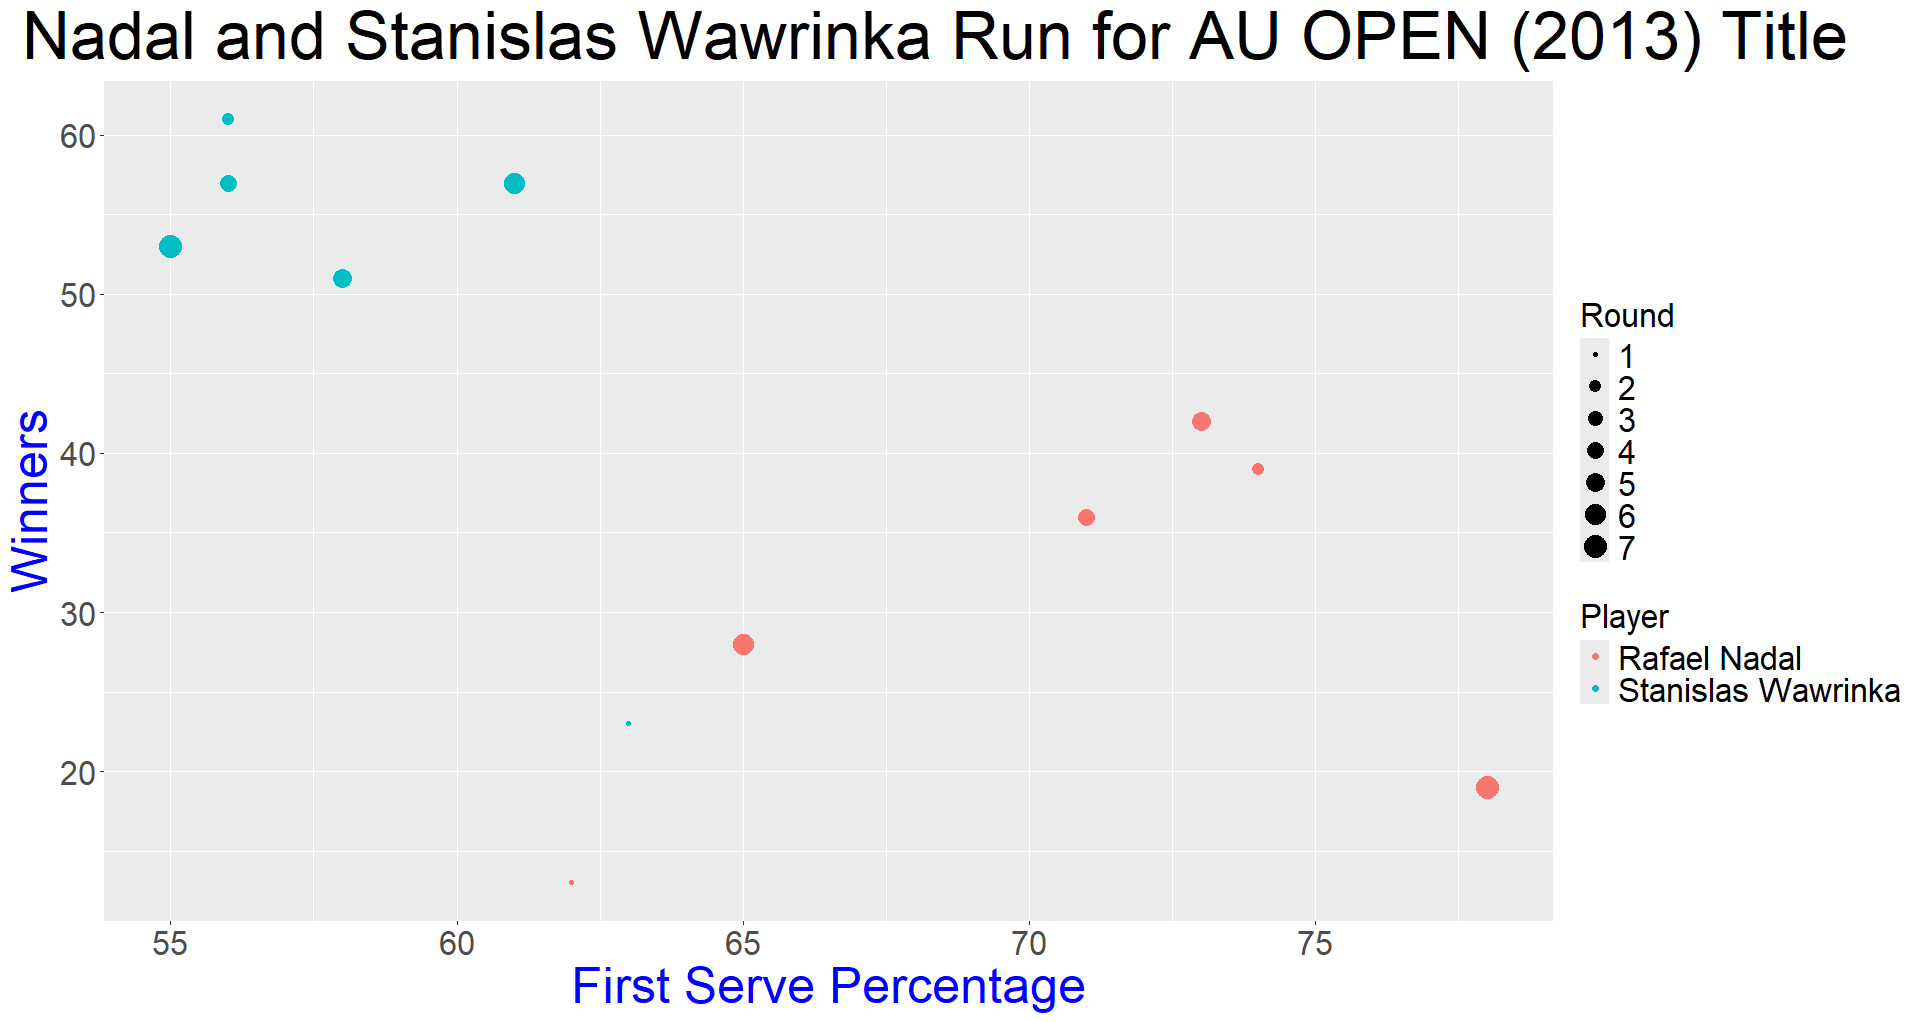 Nadal and Stanislas Wawrinka Run for AU OPEN (2013) Title
Winners
60
50
40
30
20
55 60 65 70 75
First Serve Percentage
Round
1
2
3
4
5
6
7
Player
Rafael Nadal
Stanislas Wawrinka